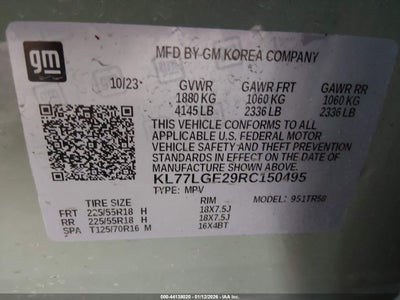 gm
MFD BY GM KOREA COMPANY
10/23 GVWR GAWR FRT GAWR RR
1880 KG 1060 KG 1060 KG
4145 LB 2336 LB 2336 LB
THIS VEHICLE CONFORMS TO ALL
APPLICABLE U.S. FEDERAL MOTOR
VEHICLE SAFETY AND THEFT PREVENTION
STANDARDS IN EFFECT ON THE DATE OF
MANUFACTURE SHOWN ABOVE.
KL77LGE29RC150495
TYPE: MPV MODEL: 9S1TR58
TIRE SIZE RIM
FRT 225/55R18 H 18X7.5J
RR 225/55R18 H 18X7.5J
SPA T125/70R16 M 16X4BT
000-44138020 - 01/12/2026 - IAA